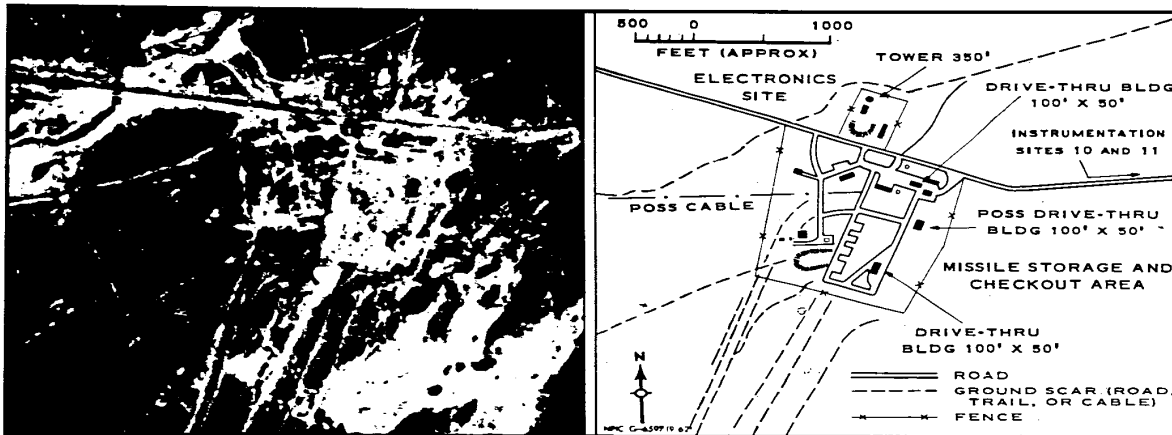 500 0 1000
FEET (APPROX)
TOWER 350'
ELECTRONICS
SITE
DRIVE-THRU BLDG
100' X 50'
INSTRUMENTATION
SITES 10 AND 11
POSS CABLE
POSS DRIVE-THRU
BLDG 100' X 50'
MISSILE STORAGE AND
CHECKOUT AREA
DRIVE-THRU
BLDG 100' X 50'
N
ROAD
GROUND SCAR (ROAD,
TRAIL, OR CABLE)
FENCE
NPIC